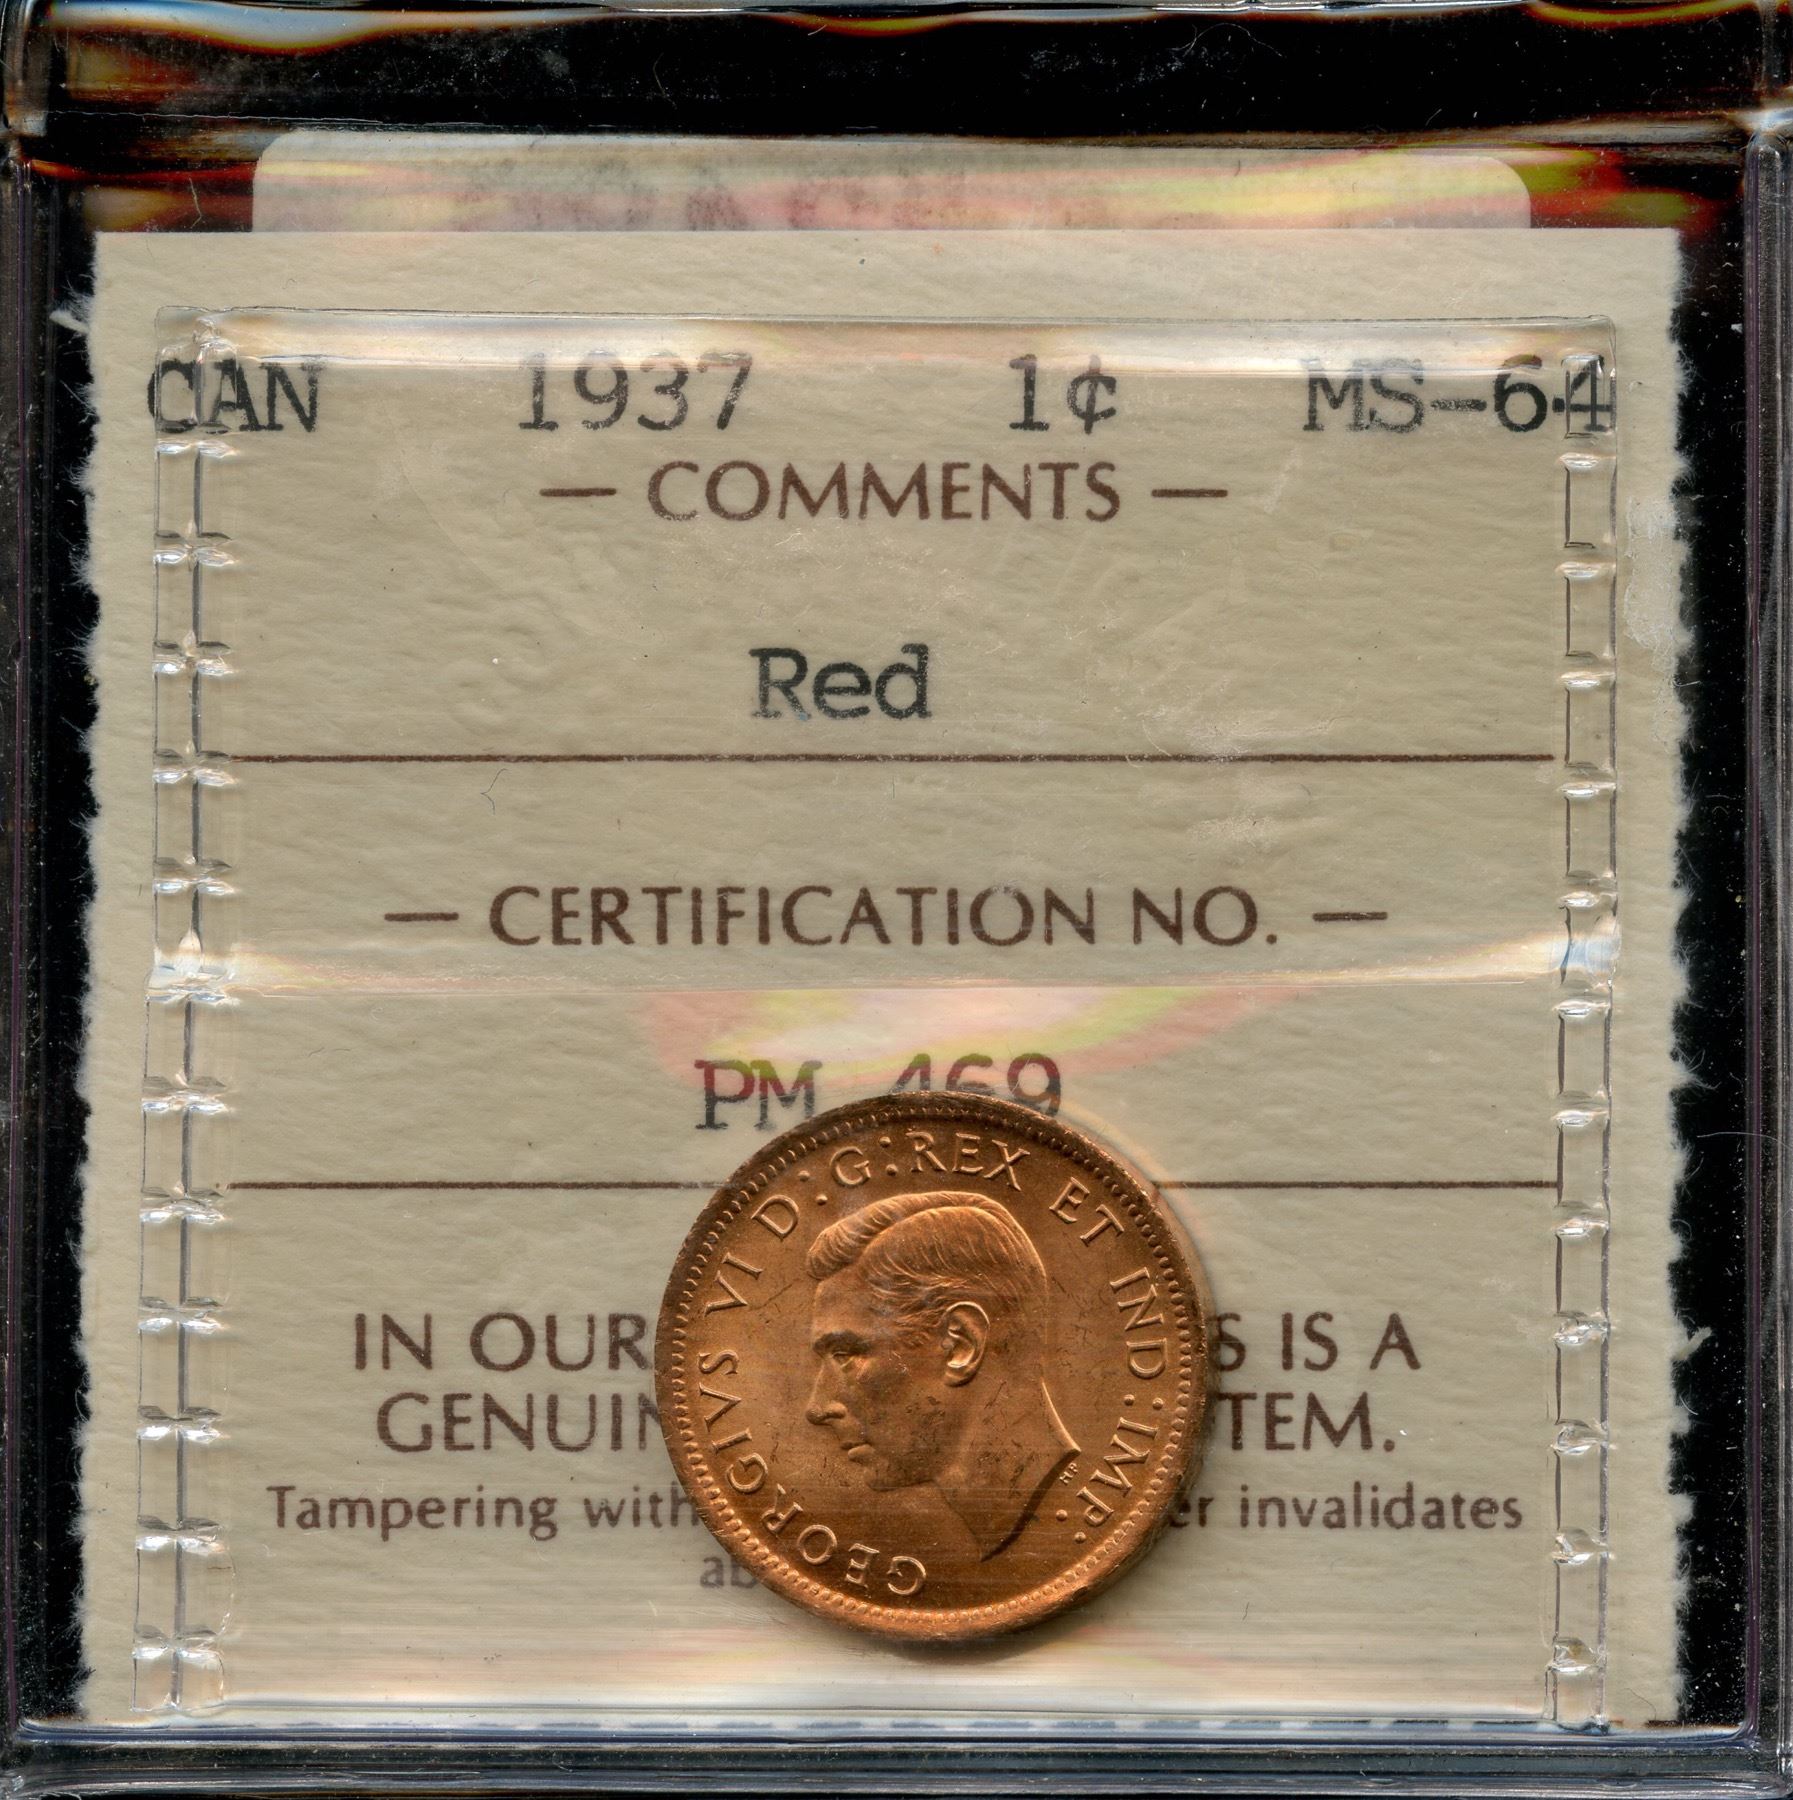 CAN 1937 1¢ MS-64
— COMMENTS —
Red
— CERTIFICATION NO. —
PM 469
GEORGIVS VI D:G:REX ET IND:IMP:
HP
IN OUR IS A
GENUIN TEM.
Tampering with invalidates